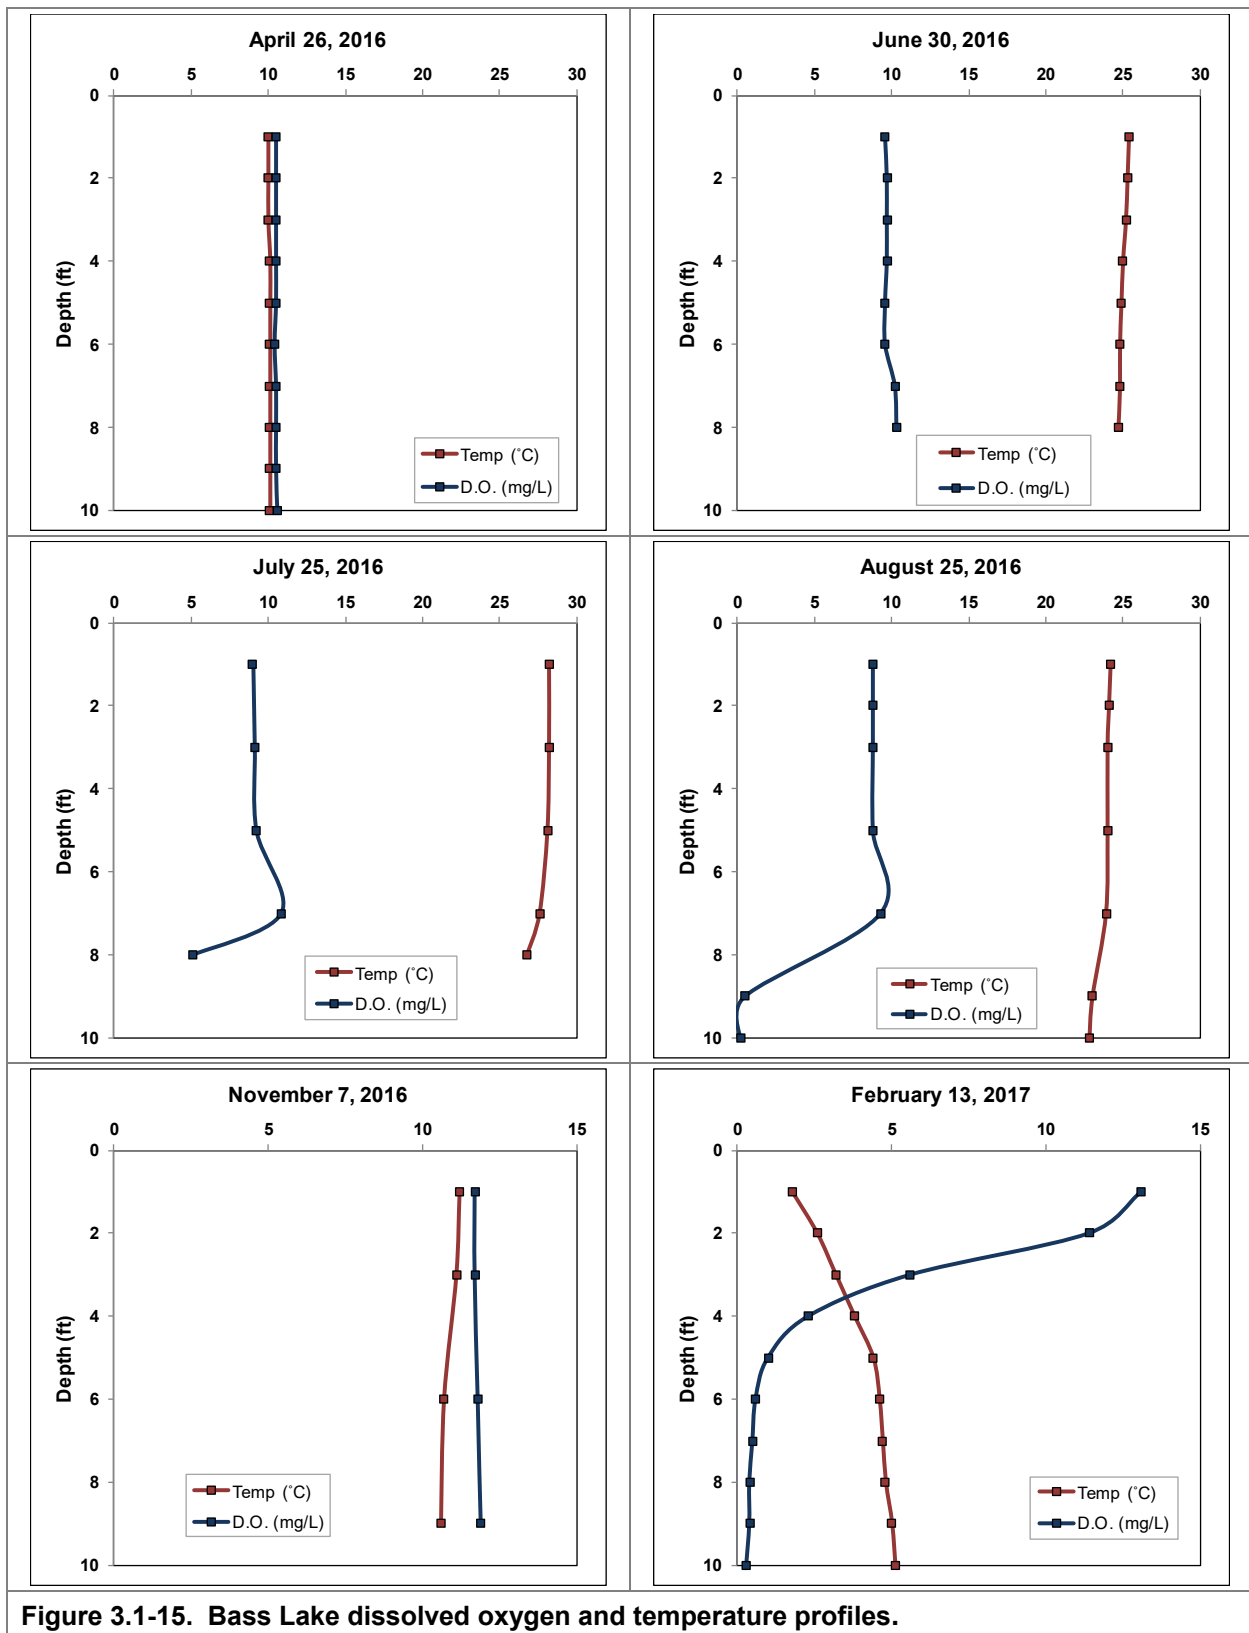 April 26, 2016
0 5 10 15 20 25 30
0
2
4
6
8
10
Depth (ft)
Temp (˚C)
D.O. (mg/L)
June 30, 2016
0 5 10 15 20 25 30
0
2
4
6
8
10
Depth (ft)
Temp (˚C)
D.O. (mg/L)
July 25, 2016
0 5 10 15 20 25 30
0
2
4
6
8
10
Depth (ft)
Temp (˚C)
D.O. (mg/L)
August 25, 2016
0 5 10 15 20 25 30
0
2
4
6
8
10
Depth (ft)
Temp (˚C)
D.O. (mg/L)
November 7, 2016
0 5 10 15
0
2
4
6
8
10
Depth (ft)
Temp (˚C)
D.O. (mg/L)
February 13, 2017
0 5 10 15
0
2
4
6
8
10
Depth (ft)
Temp (˚C)
D.O. (mg/L)
Figure 3.1-15. Bass Lake dissolved oxygen and temperature profiles.